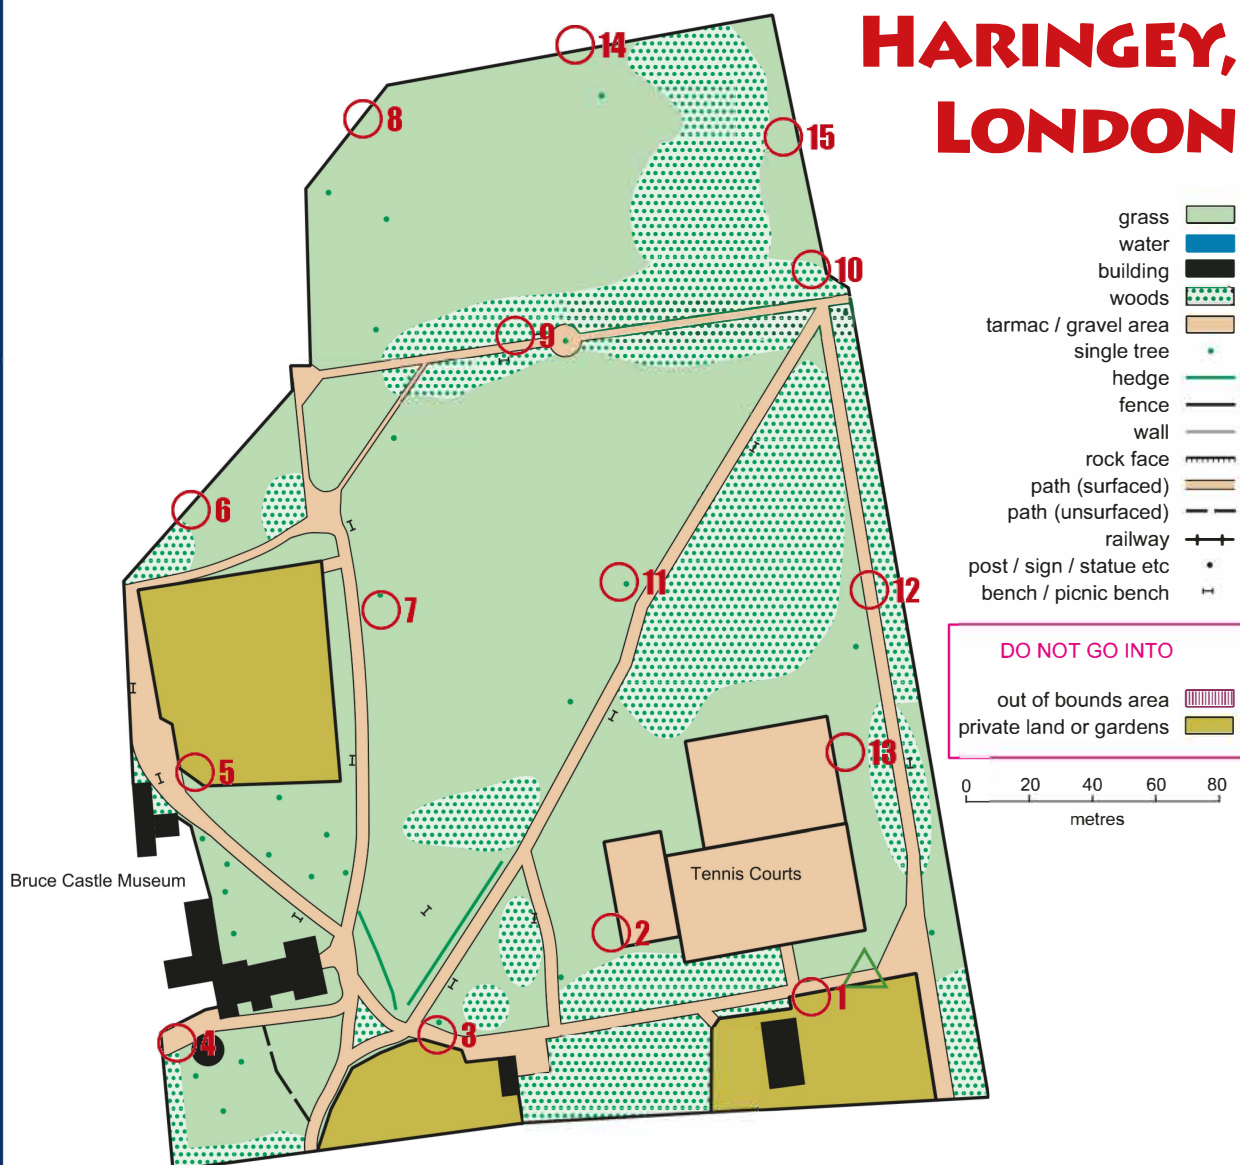 HARINGEY,
LONDON
14
8
15
10
9
6
11
12
7
13
5
2
1
3
4
Bruce Castle Museum
Tennis Courts
grass
water
building
woods
tarmac / gravel area
single tree
hedge
fence
wall
rock face
path (surfaced)
path (unsurfaced)
railway
post / sign / statue etc
bench / picnic bench
DO NOT GO INTO
out of bounds area
private land or gardens
0 20 40 60 80
metres